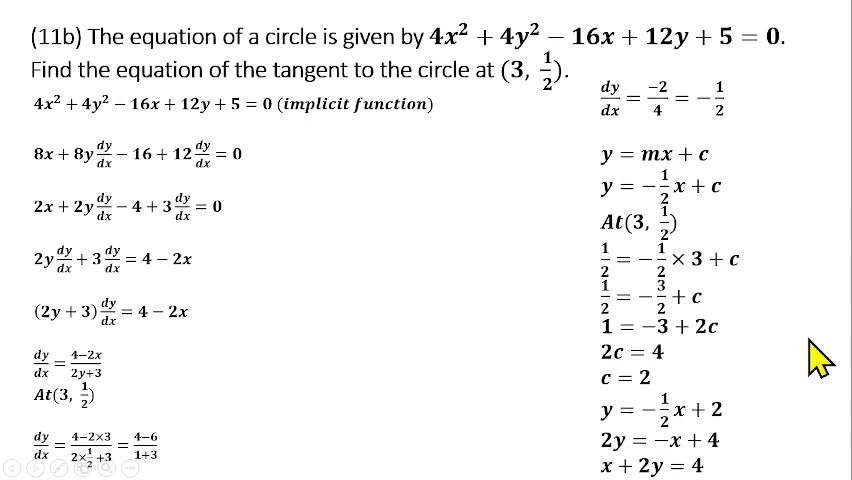 (11b) The equation of a circle is given by 4x² + 4y² − 16x + 12y + 5 = 0.
Find the equation of the tangent to the circle at (3, 1/2).
4x² + 4y² − 16x + 12y + 5 = 0 (implicit function)
8x + 8y dy/dx − 16 + 12 dy/dx = 0
2x + 2y dy/dx − 4 + 3 dy/dx = 0
2y dy/dx + 3 dy/dx = 4 − 2x
(2y + 3) dy/dx = 4 − 2x
dy/dx = (4−2x)/(2y+3)
At (3, 1/2)
dy/dx = (4−2×3)/(2×1/2+3) = (4−6)/(1+3)
dy/dx = −2/4 = −1/2
y = mx + c
y = −1/2 x + c
At (3, 1/2)
1/2 = −1/2 × 3 + c
1/2 = −3/2 + c
1 = −3 + 2c
2c = 4
c = 2
y = −1/2 x + 2
2y = −x + 4
x + 2y = 4